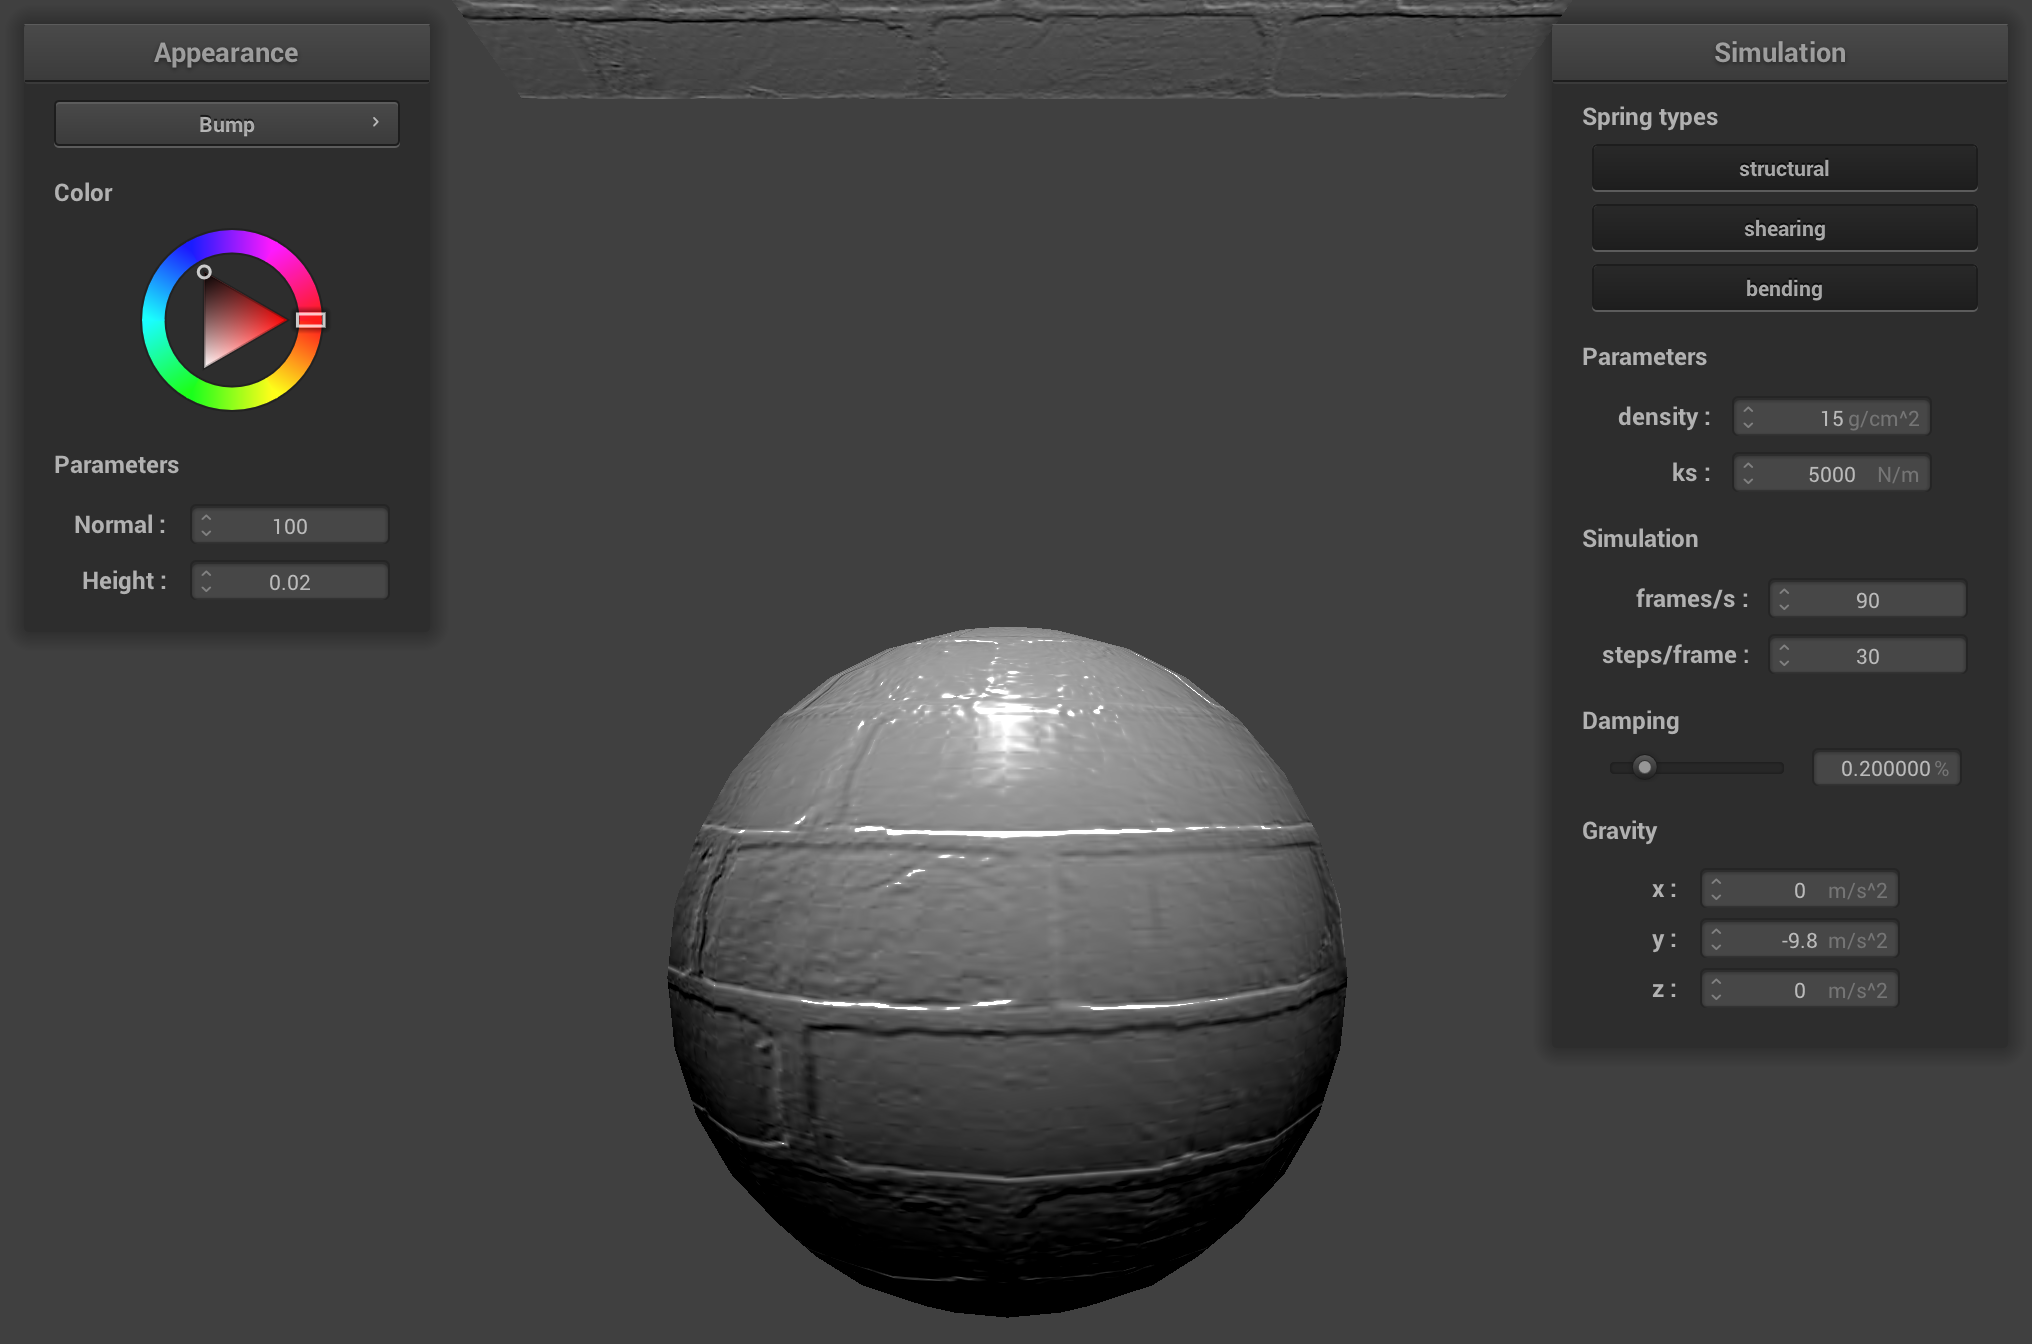 Appearance
Bump
Color
Parameters
Normal :
100
Height :
0.02
Simulation
Spring types
structural
shearing
bending
Parameters
density :
15 g/cm^2
ks :
5000 N/m
Simulation
frames/s :
90
steps/frame :
30
Damping
0.200000 %
Gravity
x :
0 m/s^2
y :
-9.8 m/s^2
z :
0 m/s^2